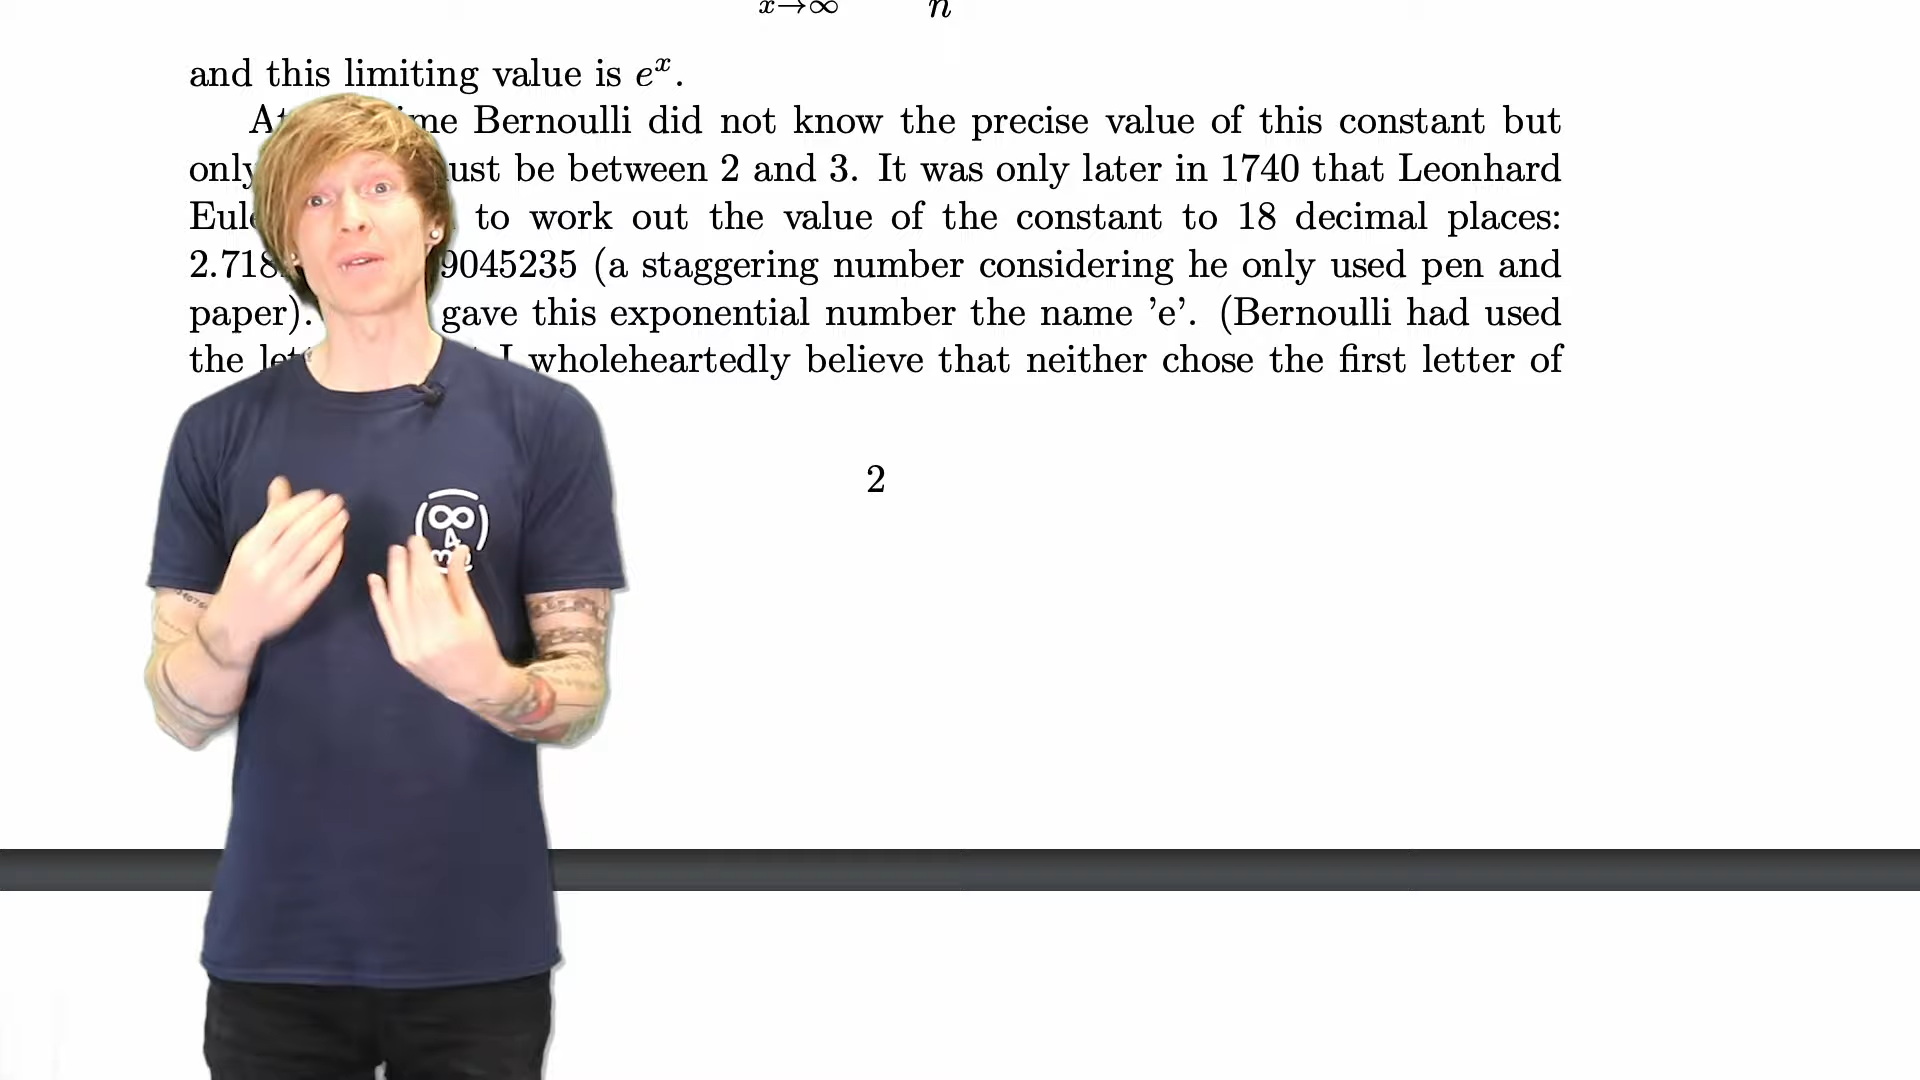 x→∞ n
and this limiting value is eˣ.
At me Bernoulli did not know the precise value of this constant but
only ust be between 2 and 3. It was only later in 1740 that Leonhard
Eul to work out the value of the constant to 18 decimal places:
2.718 9045235 (a staggering number considering he only used pen and
paper). gave this exponential number the name ’e’. (Bernoulli had used
the let I wholeheartedly believe that neither chose the first letter of
2
∞